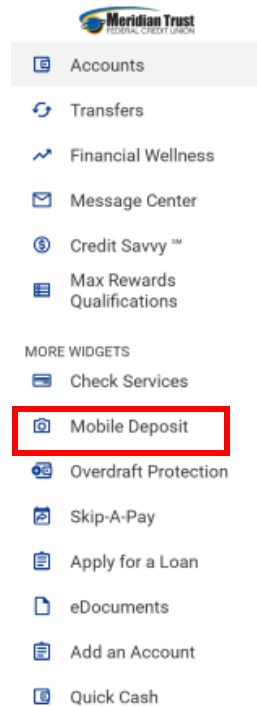 Meridian Trust
FEDERAL CREDIT UNION
Accounts
Transfers
Financial Wellness
Message Center
Credit Savvy ℠
Max Rewards
Qualifications
MORE WIDGETS
Check Services
Mobile Deposit
Overdraft Protection
Skip-A-Pay
Apply for a Loan
eDocuments
Add an Account
Quick Cash